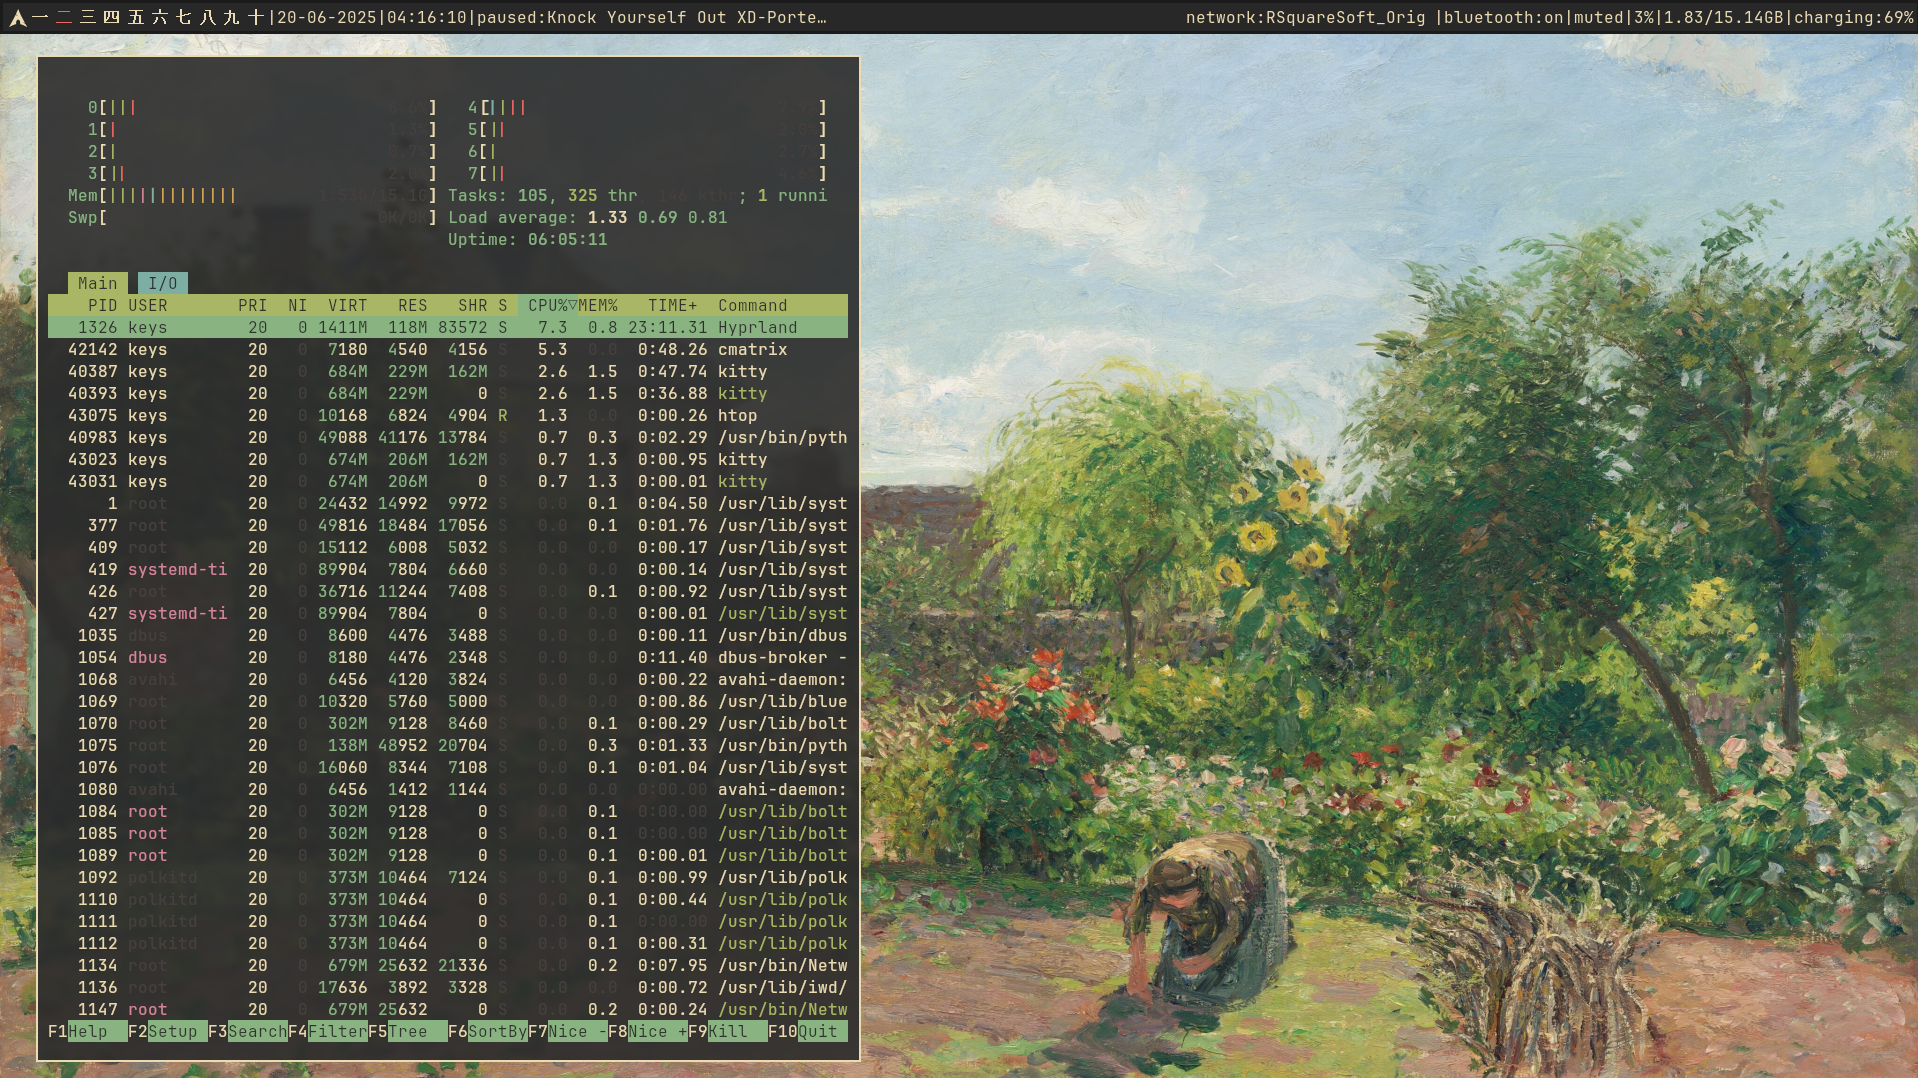 一 二 三 四 五 六 七 八 九 十 |20-06-2025|04:16:10|paused:Knock Yourself Out XD-Porte…
network:RSquareSoft_Orig |bluetooth:on|muted|3%|1.83/15.14GB|charging:69%
0[||| ] 4[|||| ]
1[| ] 5[|| ]
2[| ] 6[| ]
3[|| ] 7[|| ]
Mem[||||||||||||| ] Tasks: 105, 325 thr ; 1 runni
Swp[ ] Load average: 1.33 0.69 0.81
Uptime: 06:05:11
Main I/O
PID USER PRI NI VIRT RES SHR S CPU%▽MEM% TIME+ Command
1326 keys 20 0 1411M 118M 83572 S 7.3 0.8 23:11.31 Hyprland
42142 keys 20 0 7180 4540 4156 S 5.3 0.0 0:48.26 cmatrix
40387 keys 20 0 684M 229M 162M S 2.6 1.5 0:47.74 kitty
40393 keys 20 0 684M 229M 0 S 2.6 1.5 0:36.88 kitty
43075 keys 20 0 10168 6824 4904 R 1.3 0.0 0:00.26 htop
40983 keys 20 0 49088 41176 13784 S 0.7 0.3 0:02.29 /usr/bin/pyth
43023 keys 20 0 674M 206M 162M S 0.7 1.3 0:00.95 kitty
43031 keys 20 0 674M 206M 0 S 0.7 1.3 0:00.01 kitty
1 root 20 0 24432 14992 9972 S 0.0 0.1 0:04.50 /usr/lib/syst
377 root 20 0 49816 18484 17056 S 0.0 0.1 0:01.76 /usr/lib/syst
409 root 20 0 15112 6008 5032 S 0.0 0.0 0:00.17 /usr/lib/syst
419 systemd-ti 20 0 89904 7804 6660 S 0.0 0.0 0:00.14 /usr/lib/syst
426 root 20 0 36716 11244 7408 S 0.0 0.1 0:00.92 /usr/lib/syst
427 systemd-ti 20 0 89904 7804 0 S 0.0 0.0 0:00.01 /usr/lib/syst
1035 dbus 20 0 8600 4476 3488 S 0.0 0.0 0:00.11 /usr/bin/dbus
1054 dbus 20 0 8180 4476 2348 S 0.0 0.0 0:11.40 dbus-broker -
1068 avahi 20 0 6456 4120 3824 S 0.0 0.0 0:00.22 avahi-daemon:
1069 root 20 0 10320 5760 5000 S 0.0 0.0 0:00.86 /usr/lib/blue
1070 root 20 0 302M 9128 8460 S 0.0 0.1 0:00.29 /usr/lib/bolt
1075 root 20 0 138M 48952 20704 S 0.0 0.3 0:01.33 /usr/bin/pyth
1076 root 20 0 16060 8344 7108 S 0.0 0.1 0:01.04 /usr/lib/syst
1080 avahi 20 0 6456 1412 1144 S 0.0 0.0 0:00.00 avahi-daemon:
1084 root 20 0 302M 9128 0 S 0.0 0.1 0:00.00 /usr/lib/bolt
1085 root 20 0 302M 9128 0 S 0.0 0.1 0:00.00 /usr/lib/bolt
1089 root 20 0 302M 9128 0 S 0.0 0.1 0:00.01 /usr/lib/bolt
1092 polkitd 20 0 373M 10464 7124 S 0.0 0.1 0:00.99 /usr/lib/polk
1110 polkitd 20 0 373M 10464 0 S 0.0 0.1 0:00.44 /usr/lib/polk
1111 polkitd 20 0 373M 10464 0 S 0.0 0.1 0:00.00 /usr/lib/polk
1112 polkitd 20 0 373M 10464 0 S 0.0 0.1 0:00.31 /usr/lib/polk
1134 root 20 0 679M 25632 21336 S 0.0 0.2 0:07.95 /usr/bin/Netw
1136 root 20 0 17636 3892 3328 S 0.0 0.0 0:00.72 /usr/lib/iwd/
1147 root 20 0 679M 25632 0 S 0.0 0.2 0:00.24 /usr/bin/Netw
F1Help F2Setup F3SearchF4FilterF5Tree F6SortByF7Nice -F8Nice +F9Kill F10Quit